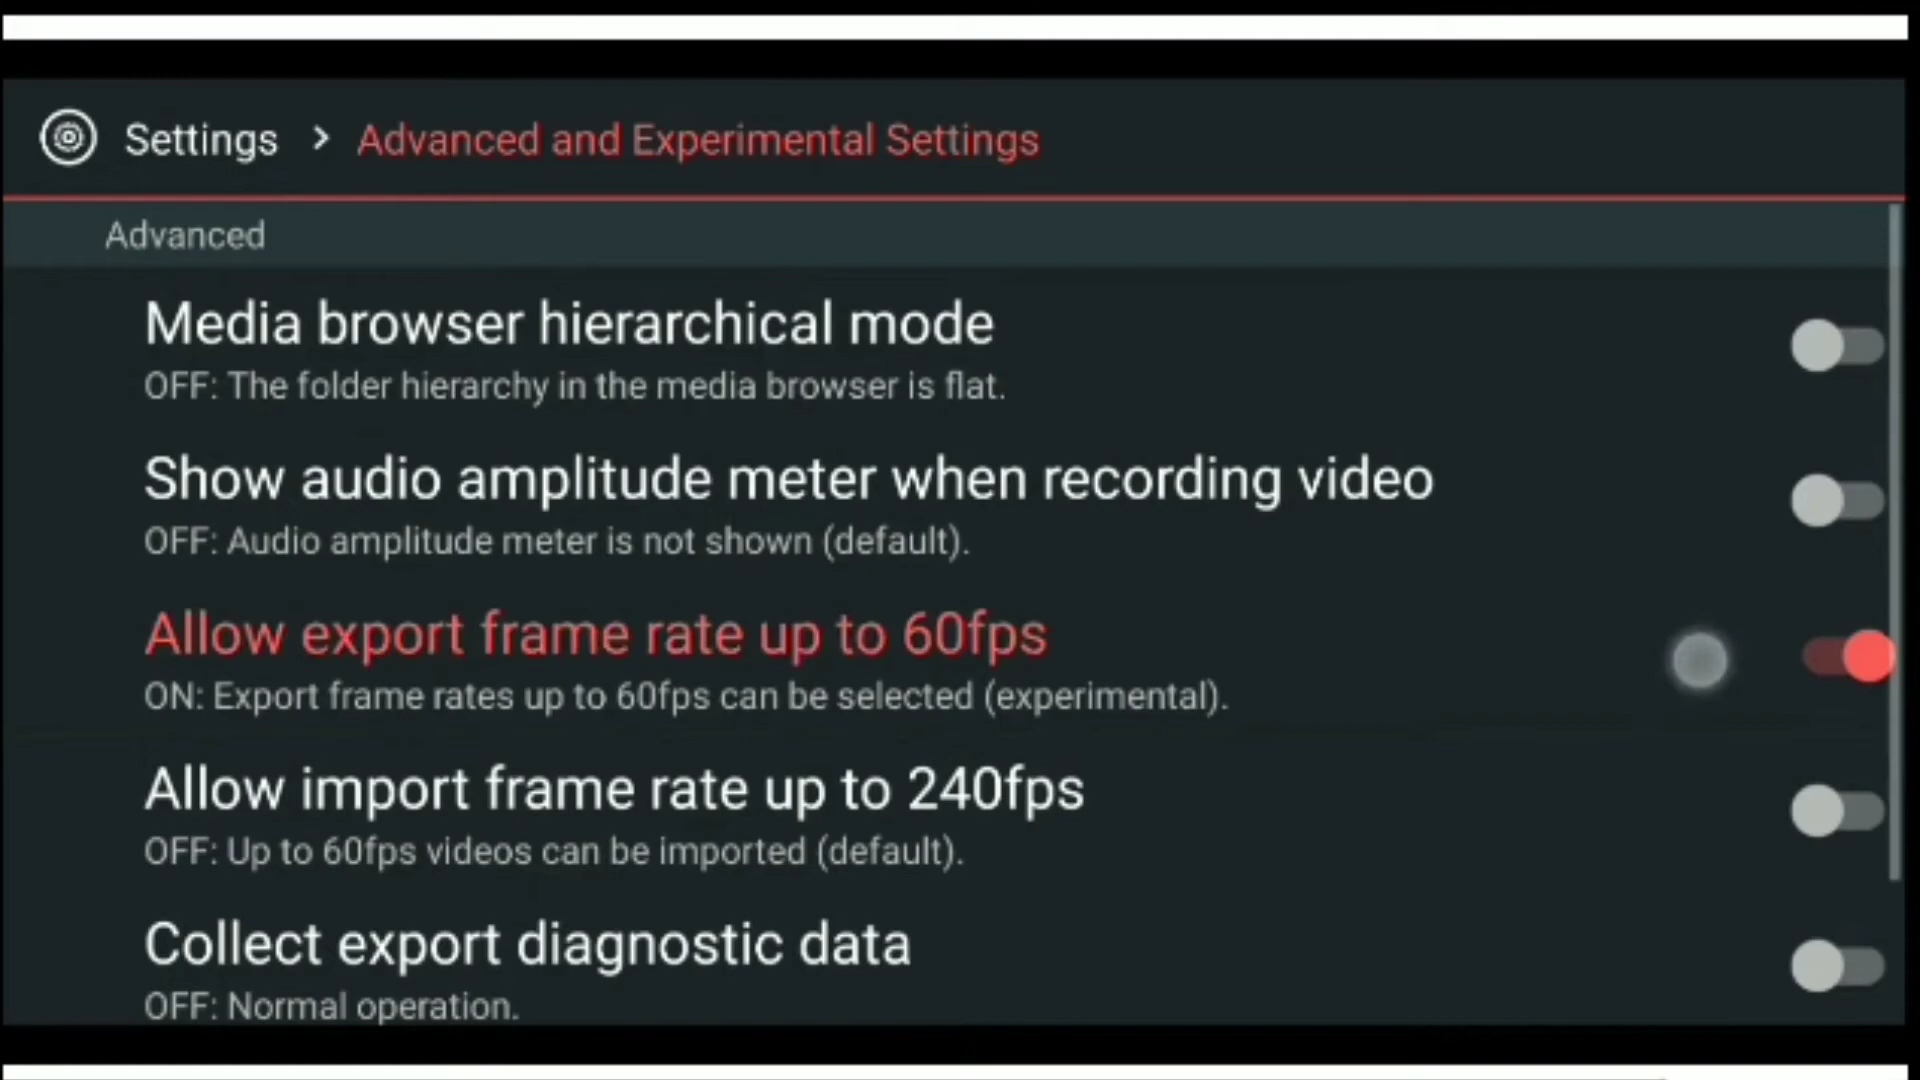 Settings > Advanced and Experimental Settings
Advanced
Media browser hierarchical mode
OFF: The folder hierarchy in the media browser is flat.
Show audio amplitude meter when recording video
OFF: Audio amplitude meter is not shown (default).
Allow export frame rate up to 60fps
ON: Export frame rates up to 60fps can be selected (experimental).
Allow import frame rate up to 240fps
OFF: Up to 60fps videos can be imported (default).
Collect export diagnostic data
OFF: Normal operation.